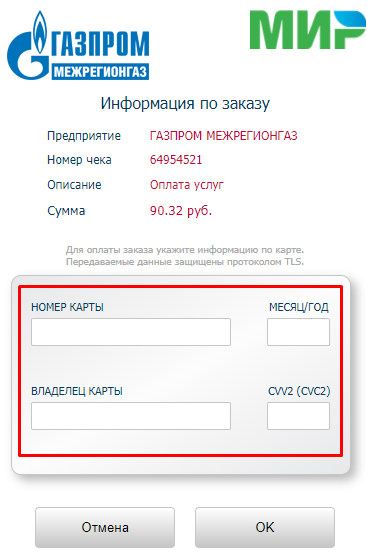 ГАЗПРОМ
МЕЖРЕГИОНГАЗ
МИР
Информация по заказу
Предприятие ГАЗПРОМ МЕЖРЕГИОНГАЗ
Номер чека 64954521
Описание Оплата услуг
Сумма 90.32 руб.
Для оплаты заказа укажите информацию по карте.
Передаваемые данные защищены протоколом TLS.
НОМЕР КАРТЫ МЕСЯЦ/ГОД
ВЛАДЕЛЕЦ КАРТЫ CVV2 (CVC2)
Отмена OK